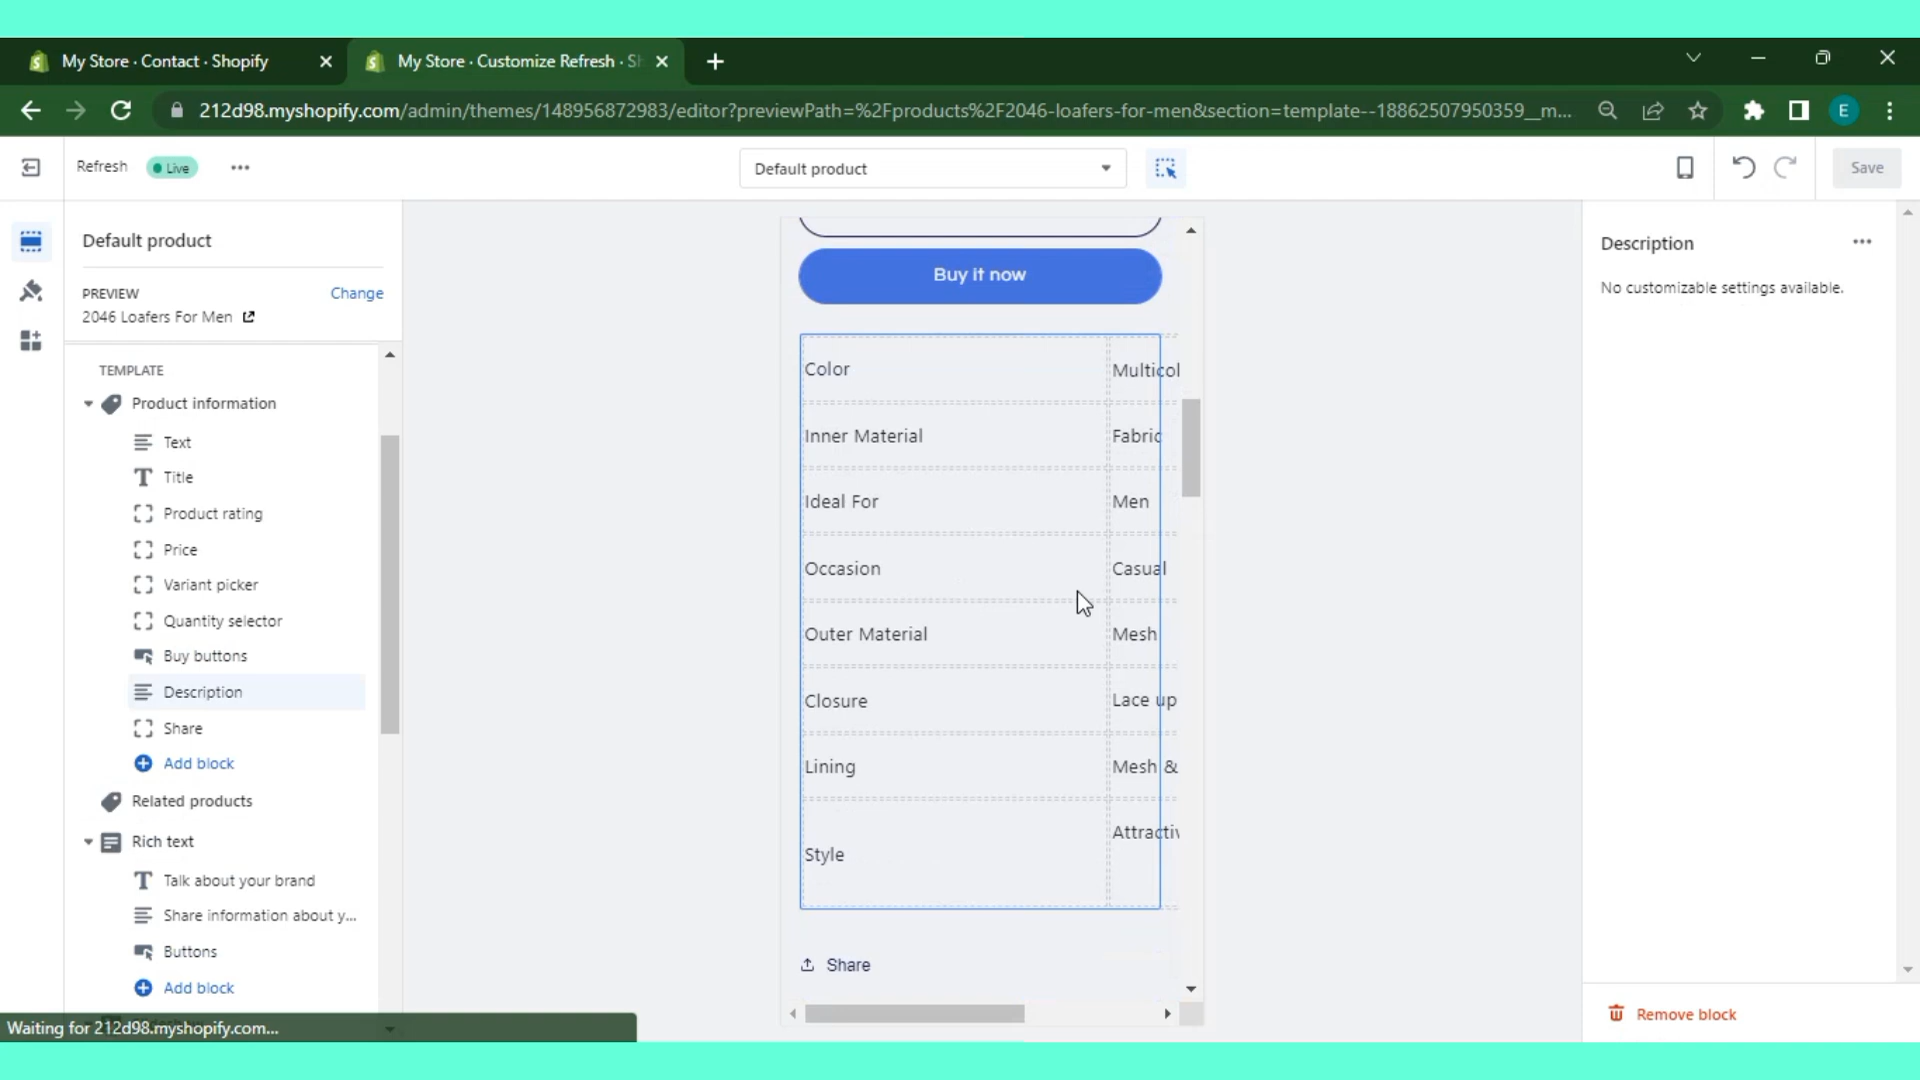 My Store · Contact · Shopify
My Store · Customize Refresh · Sh
212d98.myshopify.com/admin/themes/148956872983/editor?previewPath=%2Fproducts%2F2046-loafers-for-men&section=template--18862507950359__m...
E
Refresh
Live
Default product
Save
Default product
PREVIEW
Change
2046 Loafers For Men
TEMPLATE
Product information
Text
Title
Product rating
Price
Variant picker
Quantity selector
Buy buttons
Description
Share
Add block
Related products
Rich text
Talk about your brand
Share information about y...
Buttons
Add block
Waiting for 212d98.myshopify.com...
Buy it now
Color
Multicol
Inner Material
Fabric
Ideal For
Men
Occasion
Casual
Outer Material
Mesh
Closure
Lace up
Lining
Mesh &
Style
Attractiv
Share
Description
No customizable settings available.
Remove block